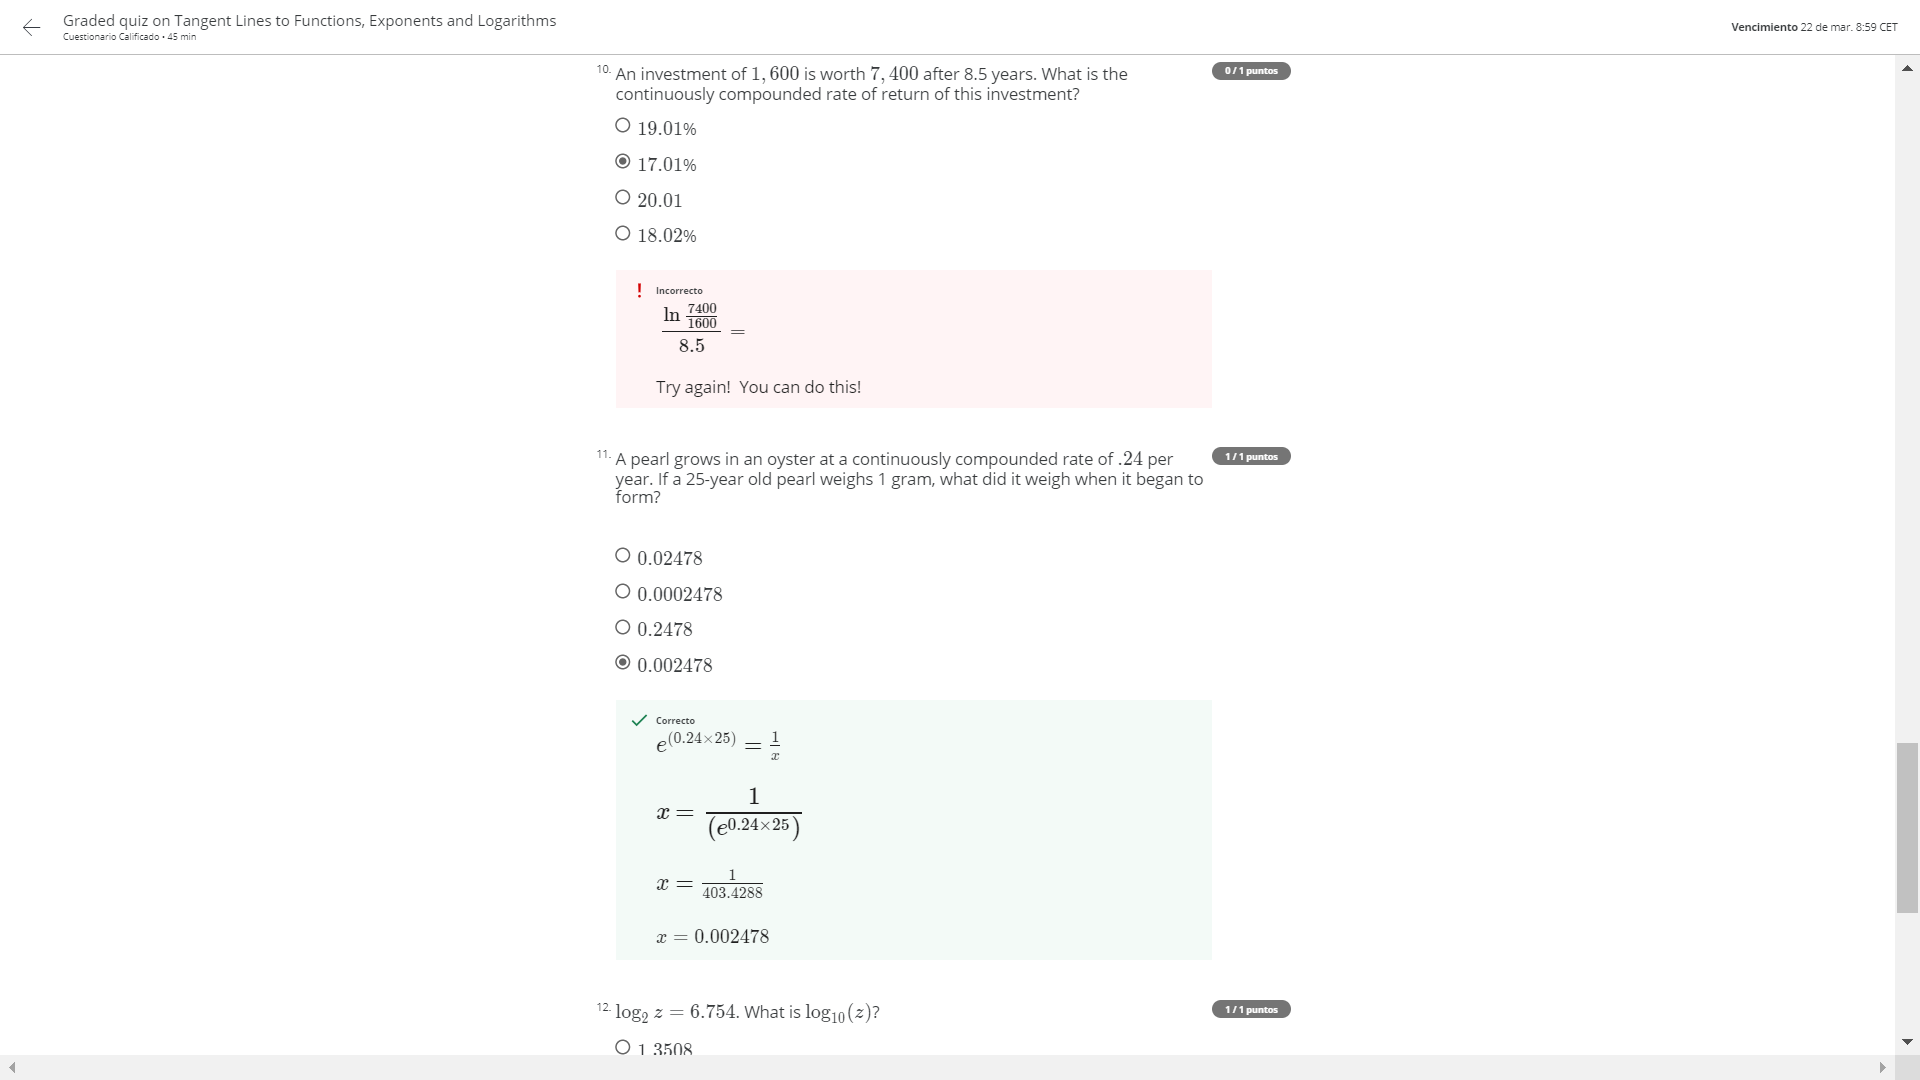 Graded quiz on Tangent Lines to Functions, Exponents and Logarithms
Cuestionario Calificado • 45 min
Vencimiento 22 de mar. 8:59 CET
10. An investment of 1, 600 is worth 7, 400 after 8.5 years. What is the
continuously compounded rate of return of this investment?
0 / 1 puntos
19.01%
17.01%
20.01
18.02%
Incorrecto
ln 7400/1600 / 8.5 =
Try again! You can do this!
11. A pearl grows in an oyster at a continuously compounded rate of .24 per
year. If a 25-year old pearl weighs 1 gram, what did it weigh when it began to
form?
1 / 1 puntos
0.02478
0.0002478
0.2478
0.002478
Correcto
e^(0.24×25) = 1/x
x = 1/(e^0.24×25)
x = 1/403.4288
x = 0.002478
12. log₂ z = 6.754. What is log₁₀(z)?
1 / 1 puntos
1.3508